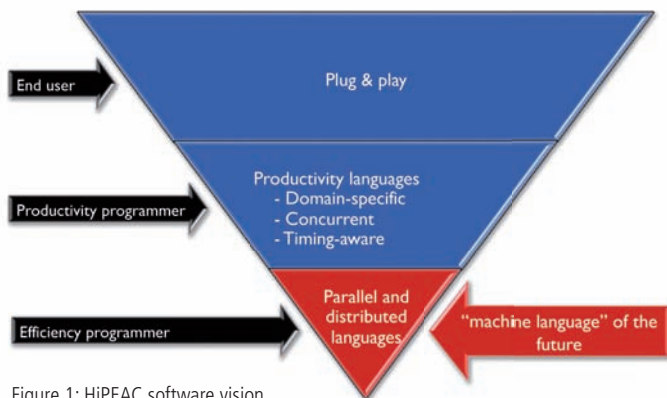 End user
Plug & play
Productivity programmer
Productivity languages
- Domain-specific
- Concurrent
- Timing-aware
Efficiency programmer
Parallel and
distributed
languages
"machine language" of the
future
Figure 1: HiPEAC software vision